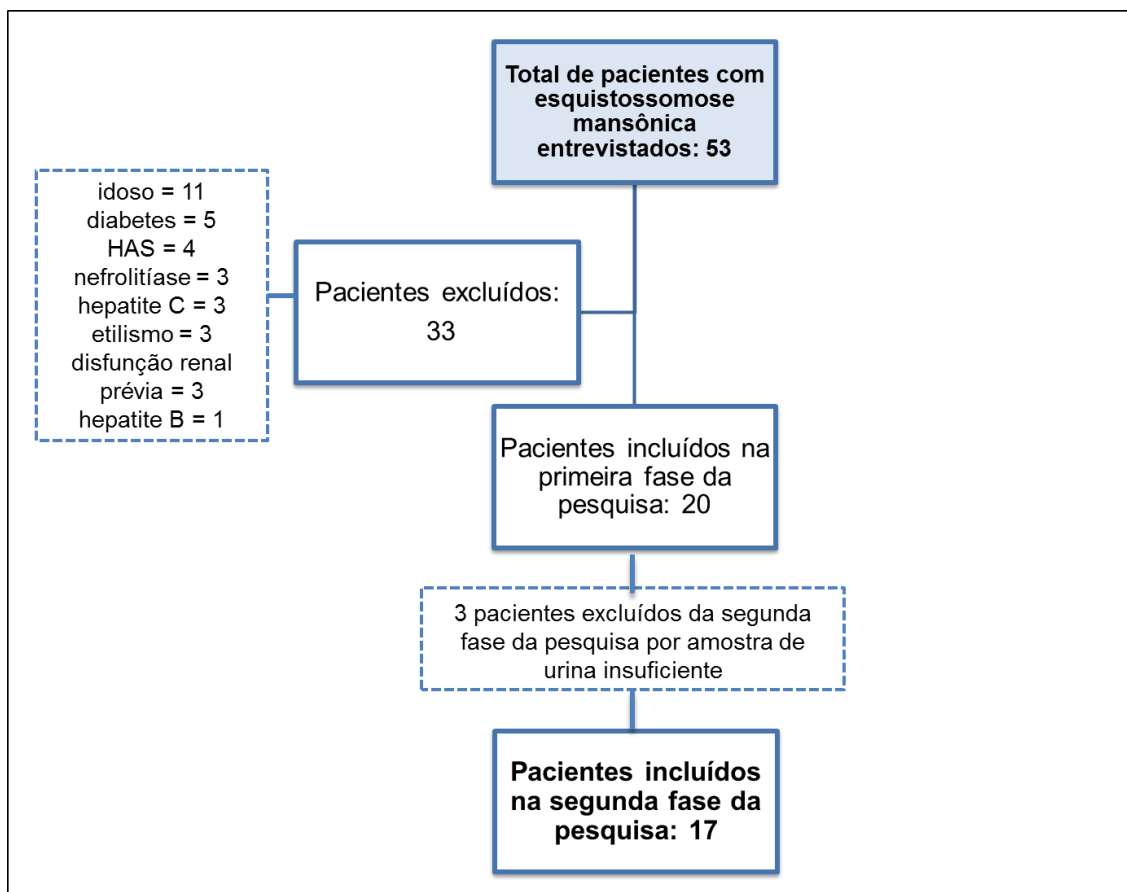 Total de pacientes com
esquistossomose
mansônica
entrevistados: 53
idoso = 11
diabetes = 5
HAS = 4
nefrolitíase = 3
hepatite C = 3
etilismo = 3
disfunção renal
prévia = 3
hepatite B = 1
Pacientes excluídos:
33
Pacientes incluídos na
primeira fase da
pesquisa: 20
3 pacientes excluídos da segunda
fase da pesquisa por amostra de
urina insuficiente
Pacientes incluídos
na segunda fase da
pesquisa: 17